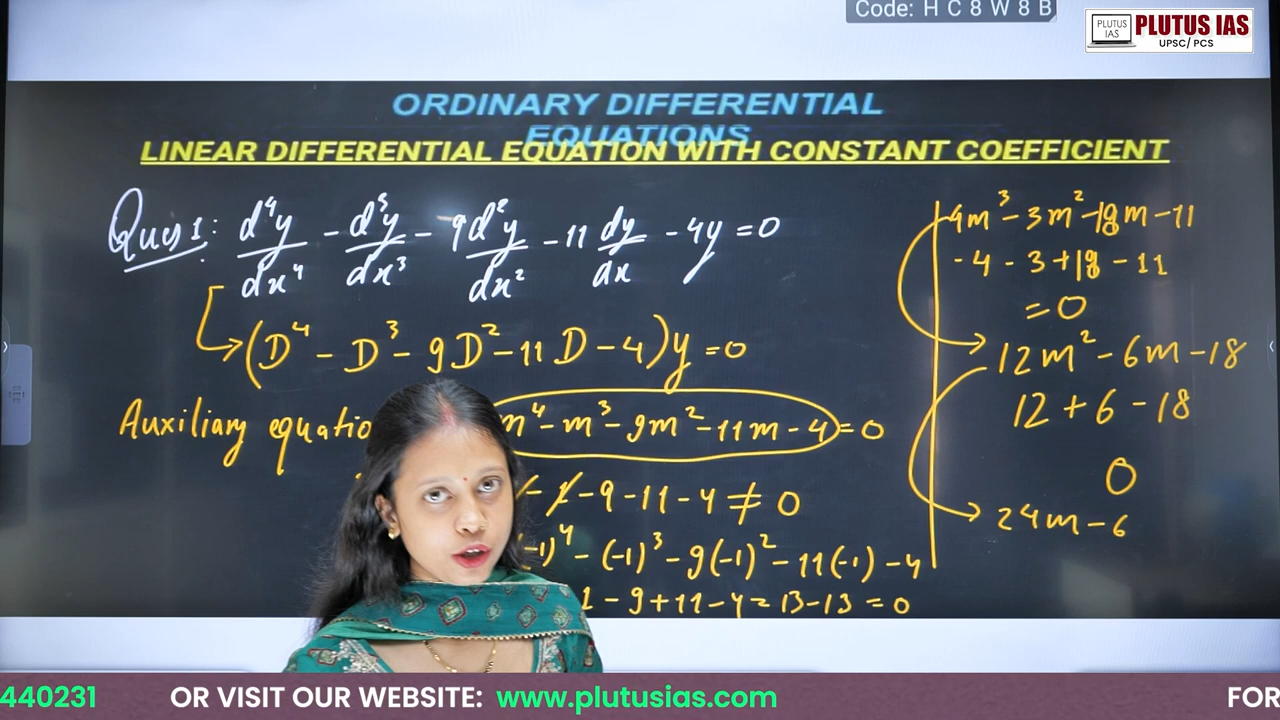 Code: H C 8 W 8 B
PLUTUS IAS
PLUTUS IAS
UPSC/ PCS
ORDINARY DIFFERENTIAL
EQUATIONS
LINEAR DIFFERENTIAL EQUATION WITH CONSTANT COEFFICIENT
Ques 1: d⁴y/dx⁴ - d³y/dx³ - 9d²y/dx² - 11 dy/dx - 4y = 0
(D⁴ - D³ - 9D² - 11D - 4)y = 0
Auxiliary equatio m⁴ - m³ - 9m² - 11m - 4 = 0
- 1 - 9 - 11 - 4 ≠ 0
(-1)⁴ - (-1)³ - 9(-1)² - 11(-1) - 4
1 - 9 + 11 - 4 = 13 - 13 = 0
4m³ - 3m² - 18m - 11
- 4 - 3 + 18 - 11
= 0
12m² - 6m - 18
12 + 6 - 18
0
24m - 6
440231 OR VISIT OUR WEBSITE: www.plutusias.com FOR